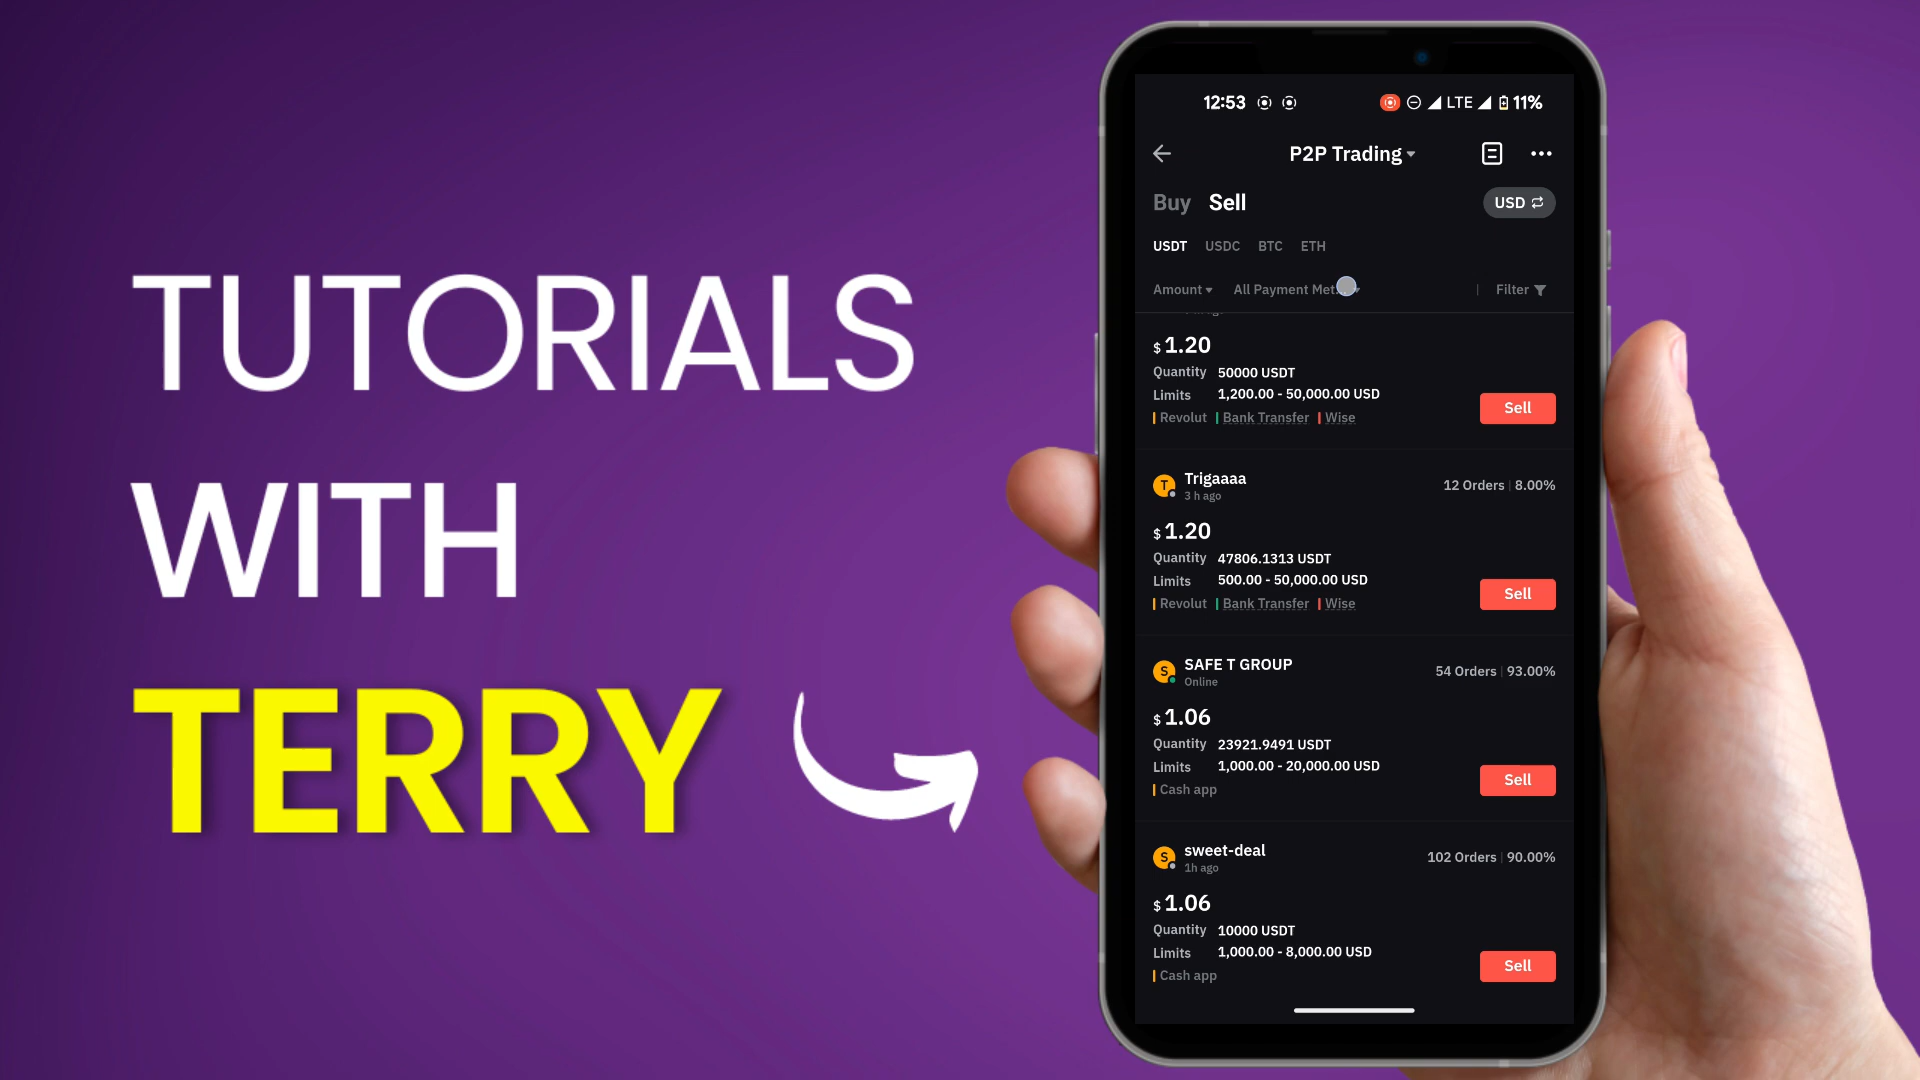 TUTORIALS
WITH
TERRY
12:53 LTE 11%
P2P Trading
Buy Sell USD
USDT USDC BTC ETH
Amount All Payment Met... Filter
$ 1.20
Quantity 50000 USDT
Limits 1,200.00 - 50,000.00 USD
Sell
Revolut Bank Transfer Wise
T Trigaaaa 12 Orders | 8.00%
3 h ago
$ 1.20
Quantity 47806.1313 USDT
Limits 500.00 - 50,000.00 USD
Sell
Revolut Bank Transfer Wise
S SAFE T GROUP 54 Orders | 93.00%
Online
$ 1.06
Quantity 23921.9491 USDT
Limits 1,000.00 - 20,000.00 USD
Sell
Cash app
S sweet-deal 102 Orders | 90.00%
1h ago
$ 1.06
Quantity 10000 USDT
Limits 1,000.00 - 8,000.00 USD
Sell
Cash app